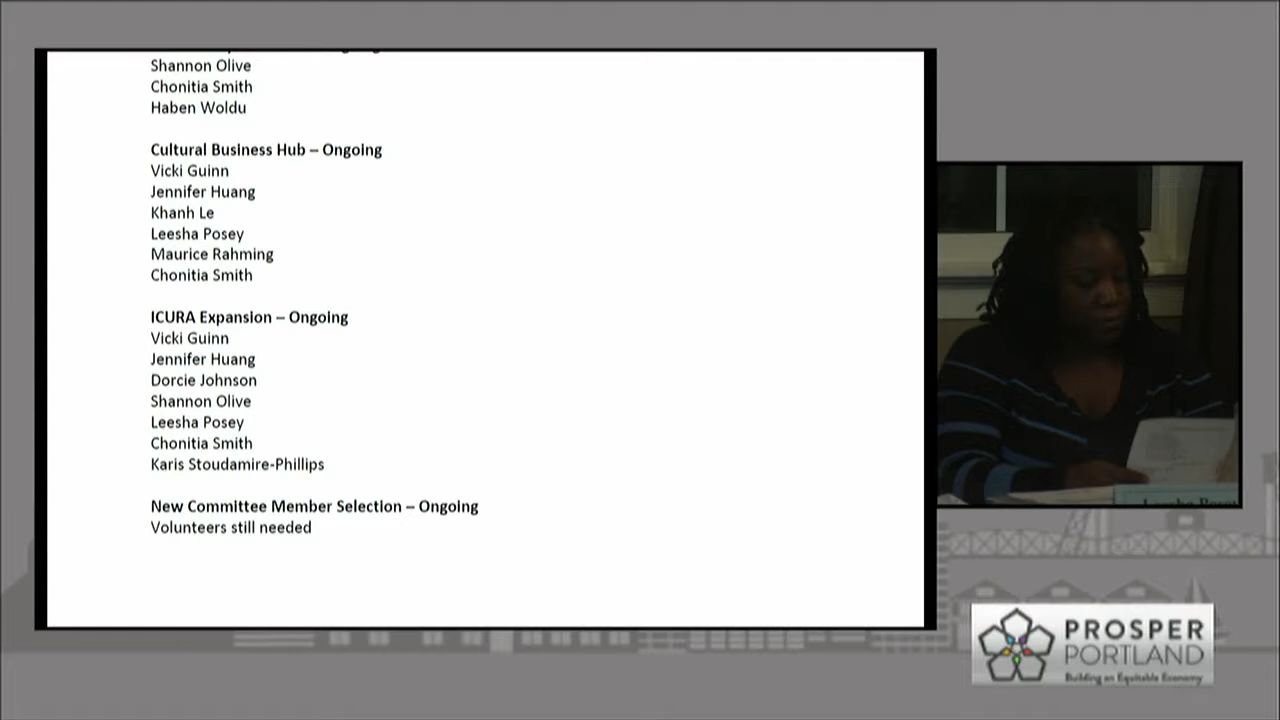 Shannon Olive
Chonitia Smith
Haben Woldu
Cultural Business Hub – Ongoing
Vicki Guinn
Jennifer Huang
Khanh Le
Leesha Posey
Maurice Rahming
Chonitia Smith
ICURA Expansion – Ongoing
Vicki Guinn
Jennifer Huang
Dorcie Johnson
Shannon Olive
Leesha Posey
Chonitia Smith
Karis Stoudamire-Phillips
New Committee Member Selection – Ongoing
Volunteers still needed
PROSPER
PORTLAND
Building an Equitable Economy